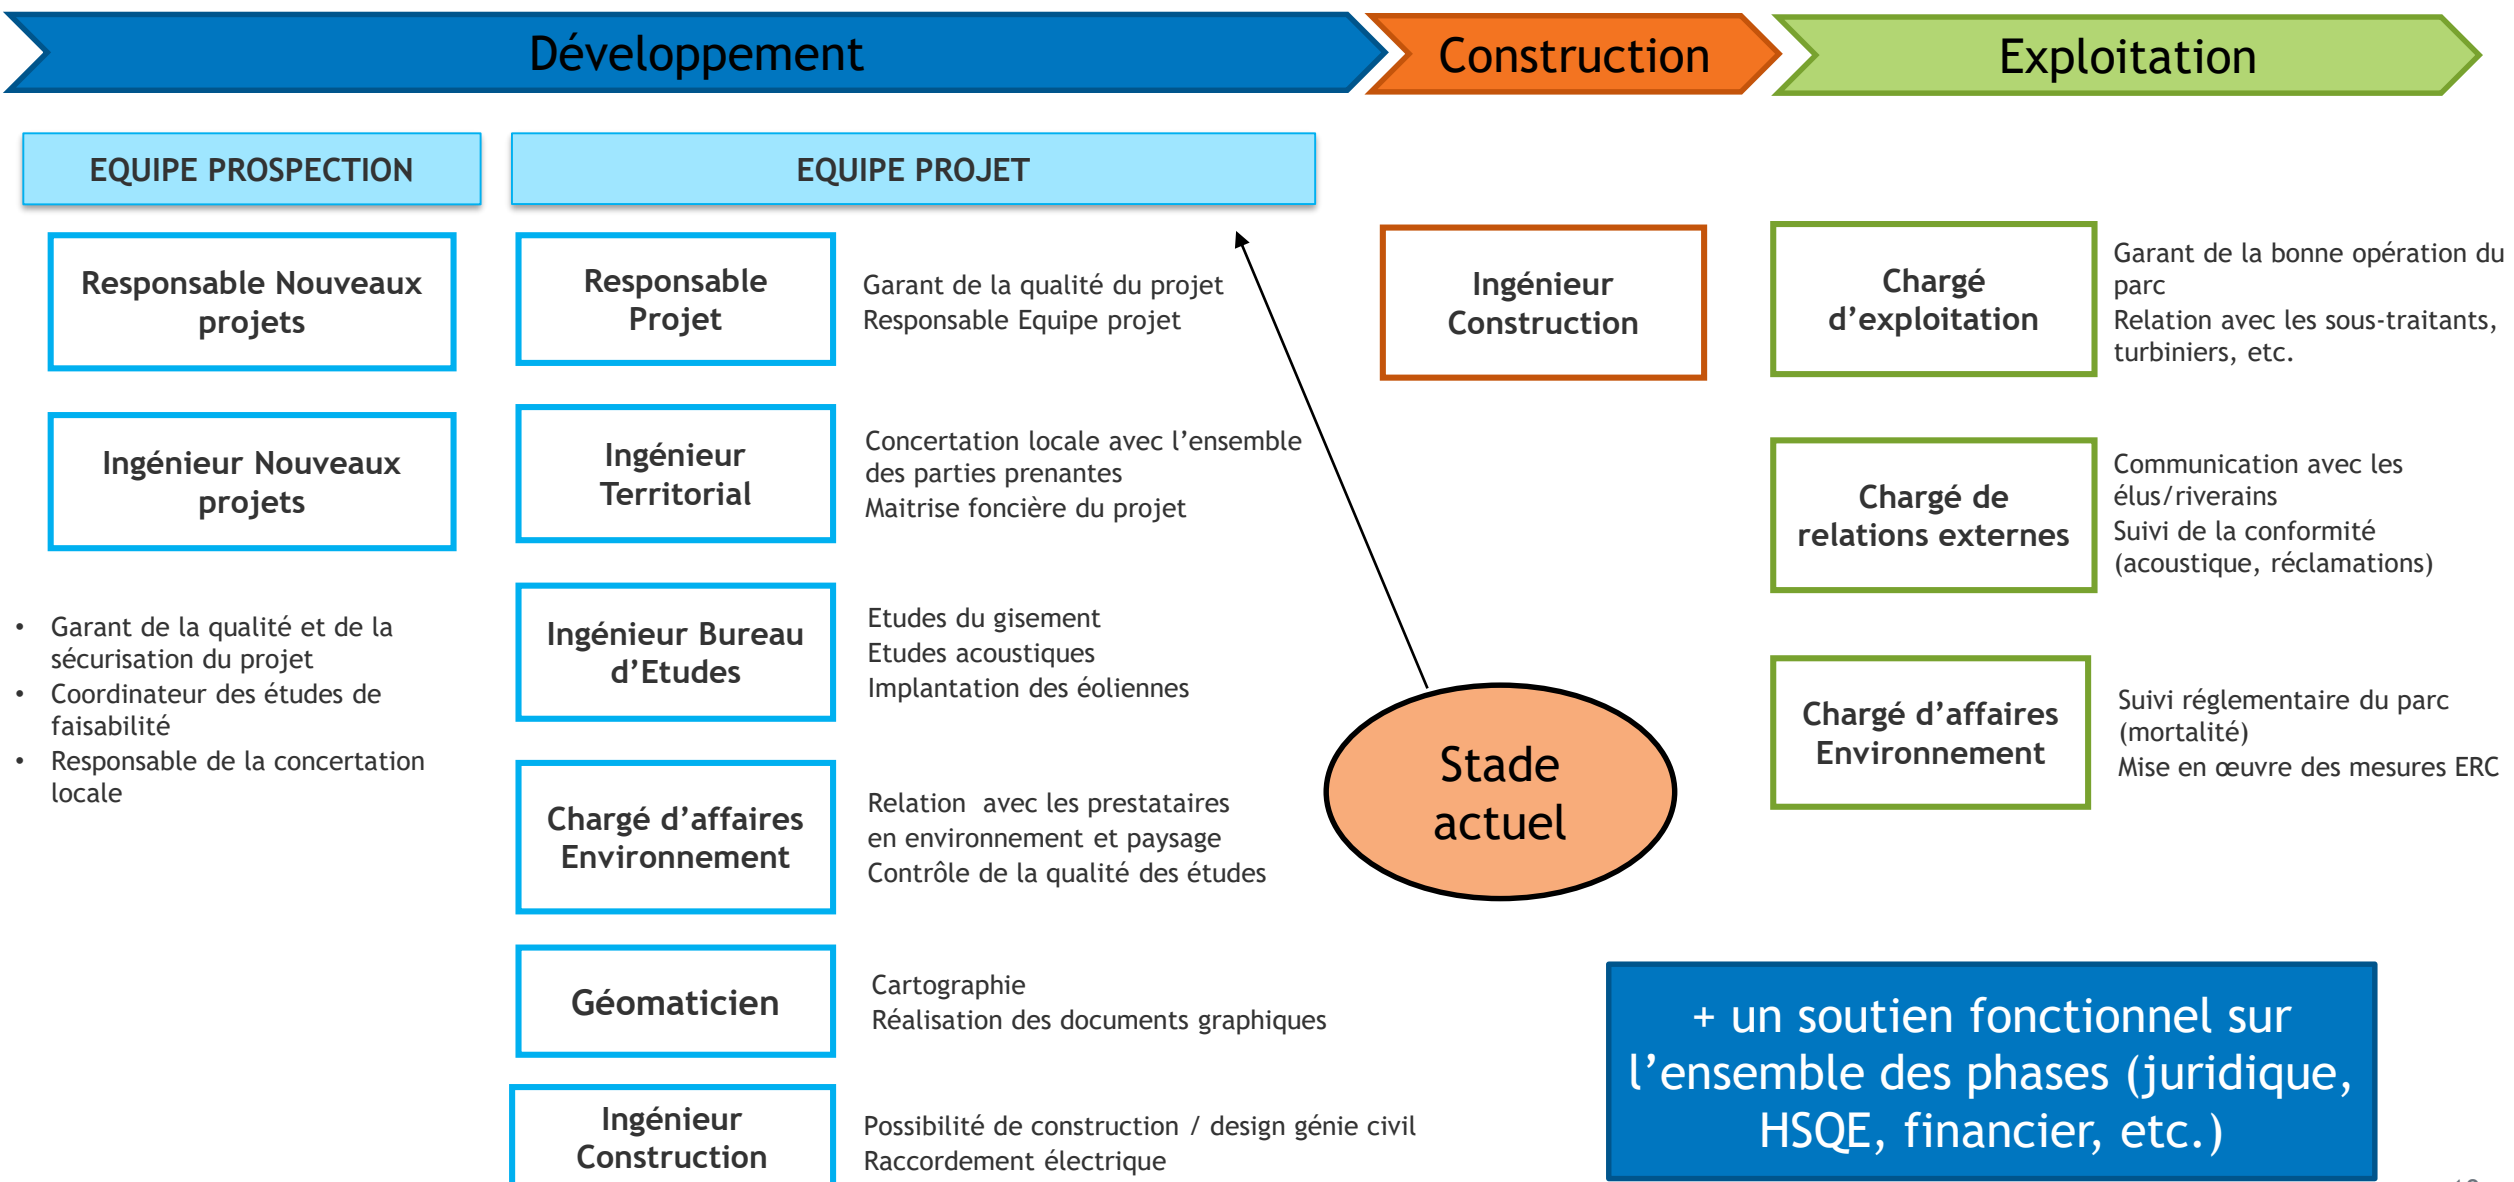 Développement
Construction
Exploitation
EQUIPE PROSPECTION
EQUIPE PROJET
Responsable Nouveaux
projets
Ingénieur Nouveaux
projets
• Garant de la qualité et de la
sécurisation du projet
• Coordinateur des études de
faisabilité
• Responsable de la concertation
locale
Responsable
Projet
Garant de la qualité du projet
Responsable Equipe projet
Ingénieur
Territorial
Concertation locale avec l’ensemble
des parties prenantes
Maitrise foncière du projet
Ingénieur Bureau
d’Etudes
Etudes du gisement
Etudes acoustiques
Implantation des éoliennes
Chargé d’affaires
Environnement
Relation avec les prestataires
en environnement et paysage
Contrôle de la qualité des études
Géomaticien
Cartographie
Réalisation des documents graphiques
Ingénieur
Construction
Possibilité de construction / design génie civil
Raccordement électrique
Stade
actuel
Ingénieur
Construction
Chargé
d’exploitation
Garant de la bonne opération du
parc
Relation avec les sous-traitants,
turbiniers, etc.
Chargé de
relations externes
Communication avec les
élus/riverains
Suivi de la conformité
(acoustique, réclamations)
Chargé d’affaires
Environnement
Suivi réglementaire du parc
(mortalité)
Mise en œuvre des mesures ERC
+ un soutien fonctionnel sur
l’ensemble des phases (juridique,
HSQE, financier, etc.)